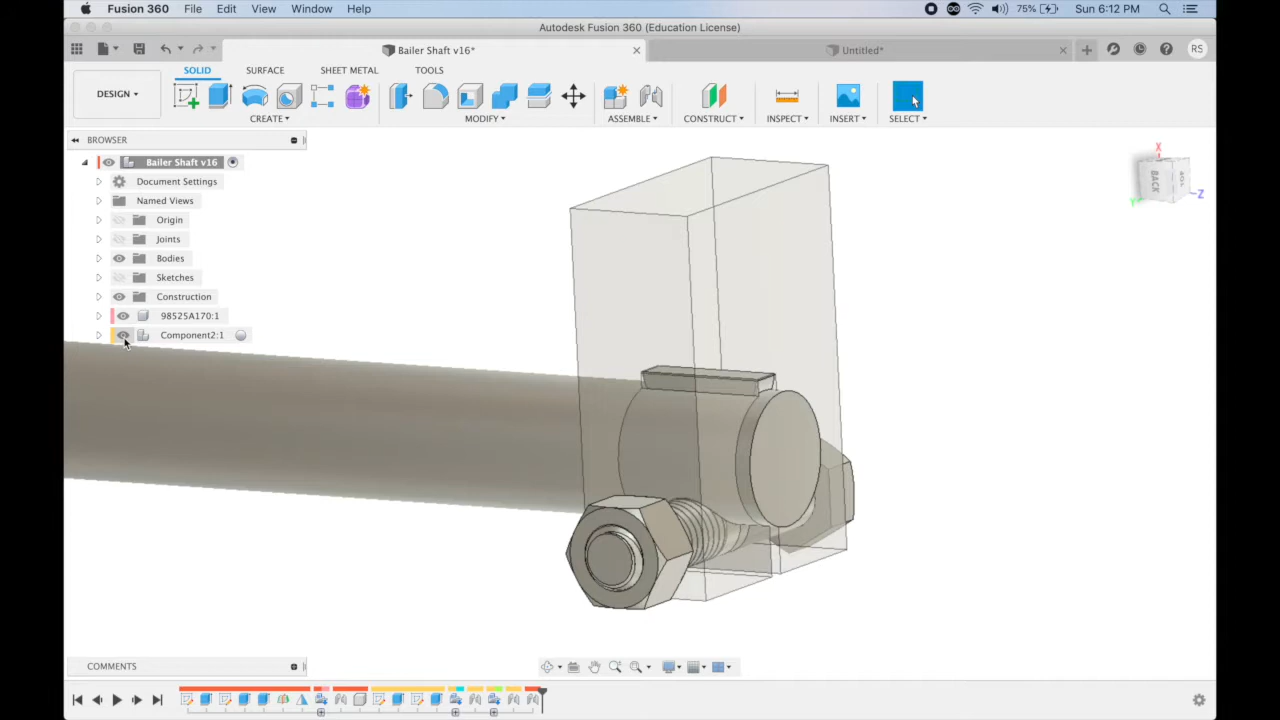 Fusion 360 File Edit View Window Help 75% Sun 6:12 PM
Autodesk Fusion 360 (Education License)
Bailer Shaft v16* Untitled* RS
SOLID SURFACE SHEET METAL TOOLS
DESIGN
CREATE MODIFY ASSEMBLE CONSTRUCT INSPECT INSERT SELECT
BROWSER
Bailer Shaft v16
Document Settings
Named Views
Origin
Joints
Bodies
Sketches
Construction
98525A170:1
Component2:1
X
BACK
Z
Y
COMMENTS